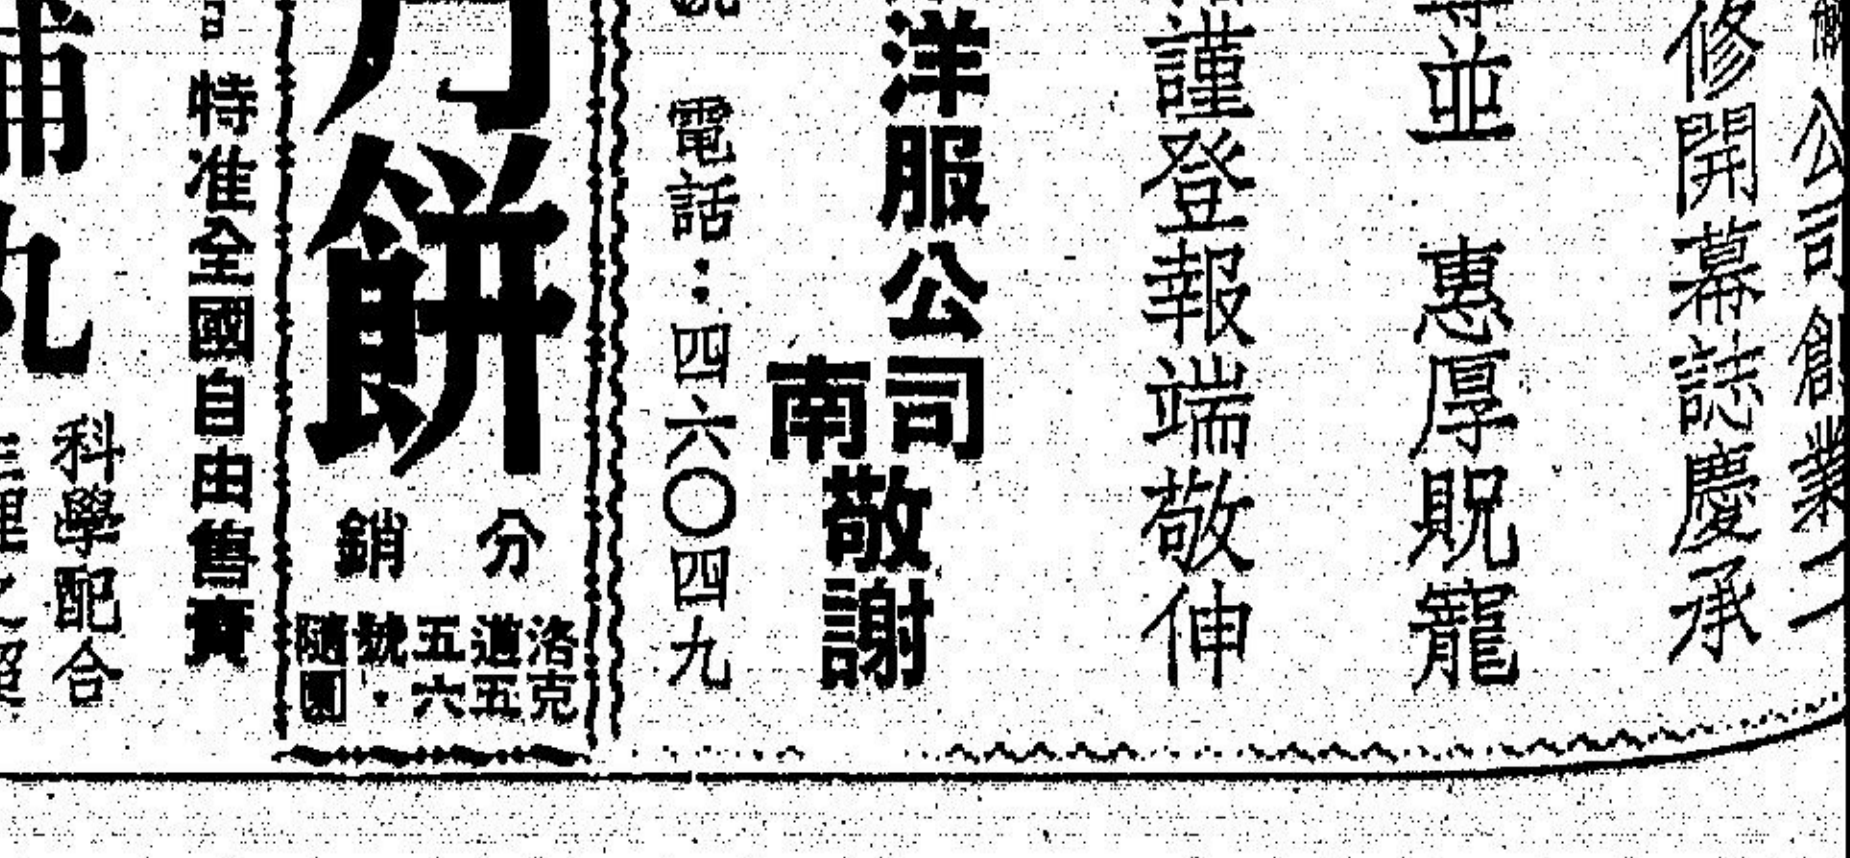 公司創業二
修開幕誌慶承
並 惠厚貺寵
謹登報端敬伸
洋服公司
南
敬謝
電話：四六〇四九
月餅
分銷
洛克
道五
五六
號．
隨園
特准全國自由售賣
科學配合
補丸